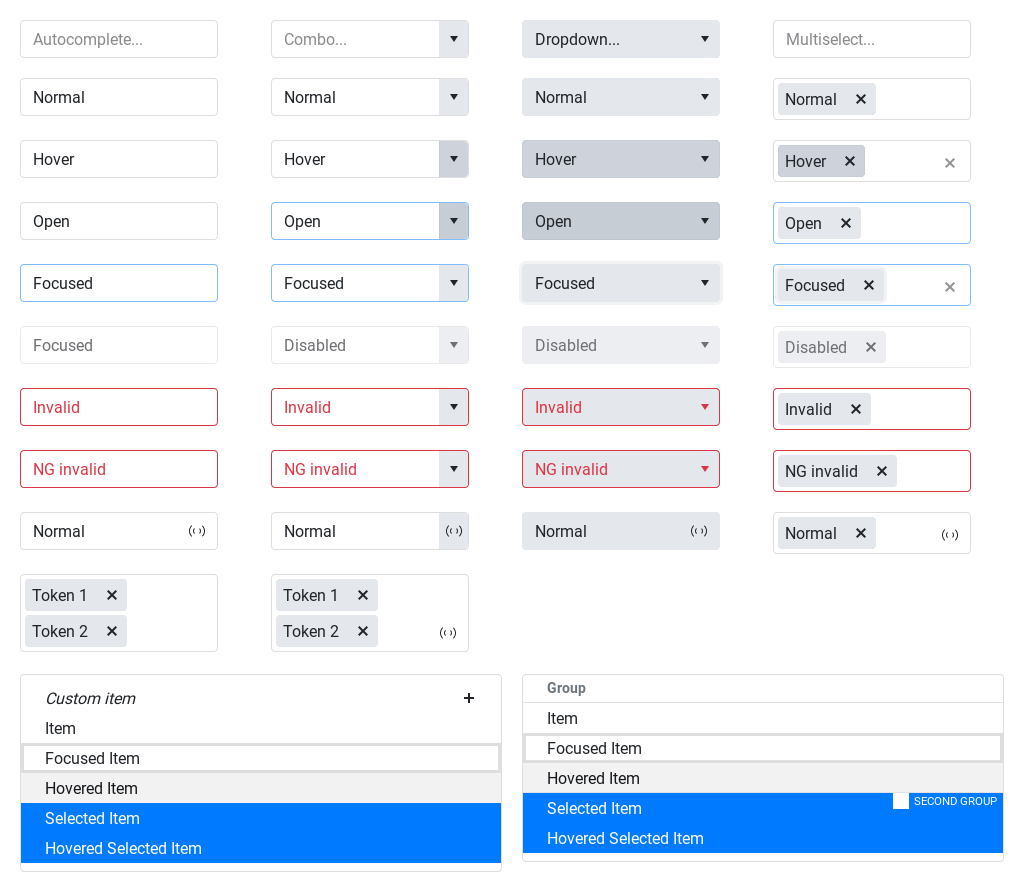 Autocomplete... Combo... Dropdown... Multiselect...
Normal Normal Normal Normal
Hover Hover Hover Hover
Open Open Open Open
Focused Focused Focused Focused
Focused Disabled Disabled Disabled
Invalid Invalid Invalid Invalid
NG invalid NG invalid NG invalid NG invalid
Normal Normal Normal Normal
Token 1 Token 1
Token 2 Token 2
Custom item
Item
Focused Item
Hovered Item
Selected Item
Hovered Selected Item
Group
Item
Focused Item
Hovered Item
Selected Item SECOND GROUP
Hovered Selected Item